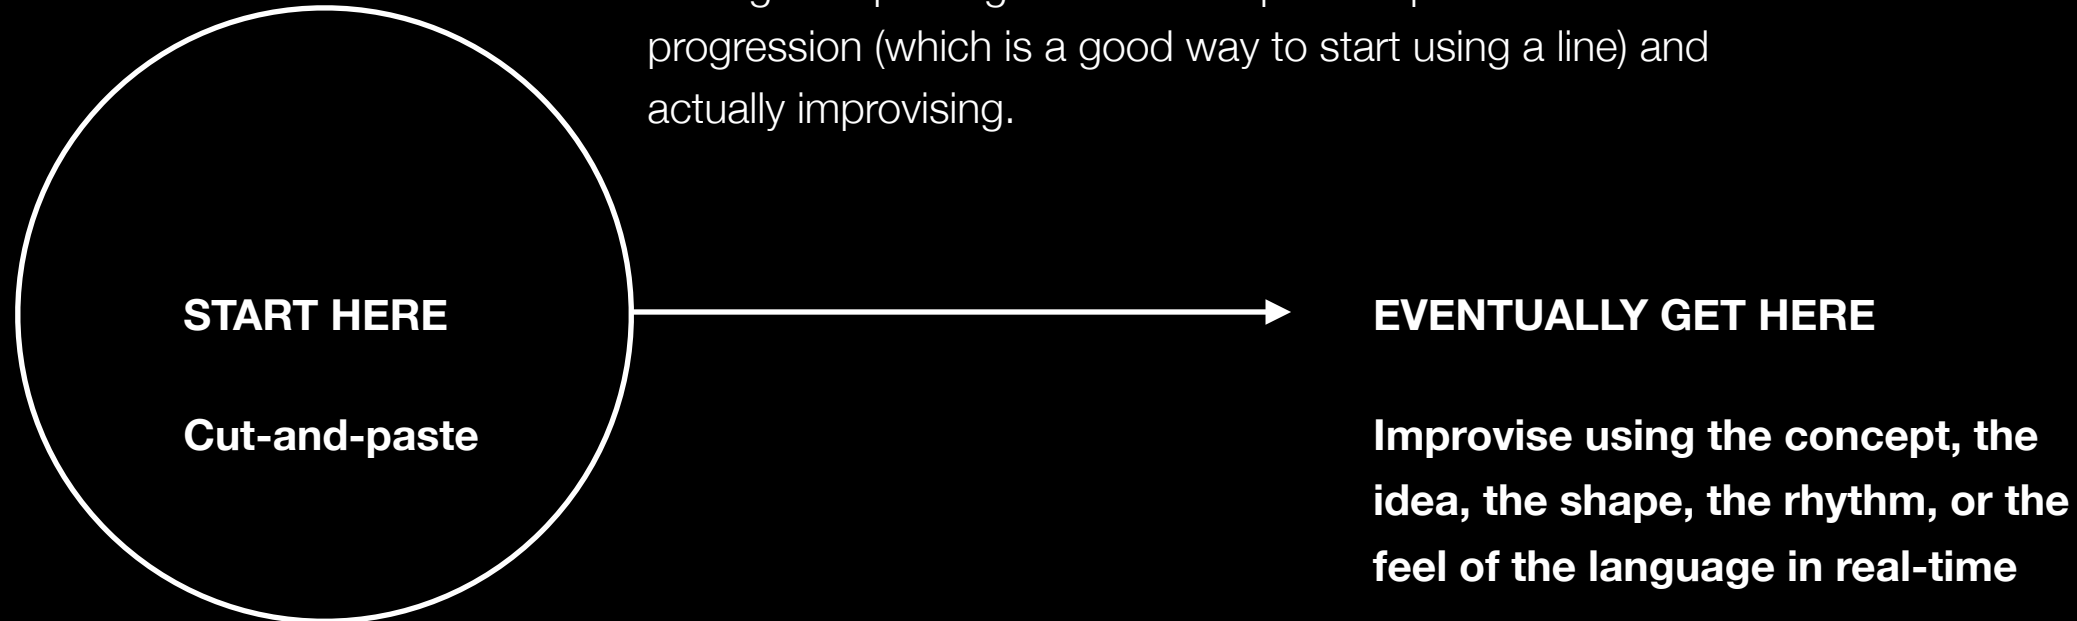 progression (which is a good way to start using a line) and
actually improvising.
START HERE
EVENTUALLY GET HERE
Cut-and-paste
Improvise using the concept, the
idea, the shape, the rhythm, or the
feel of the language in real-time